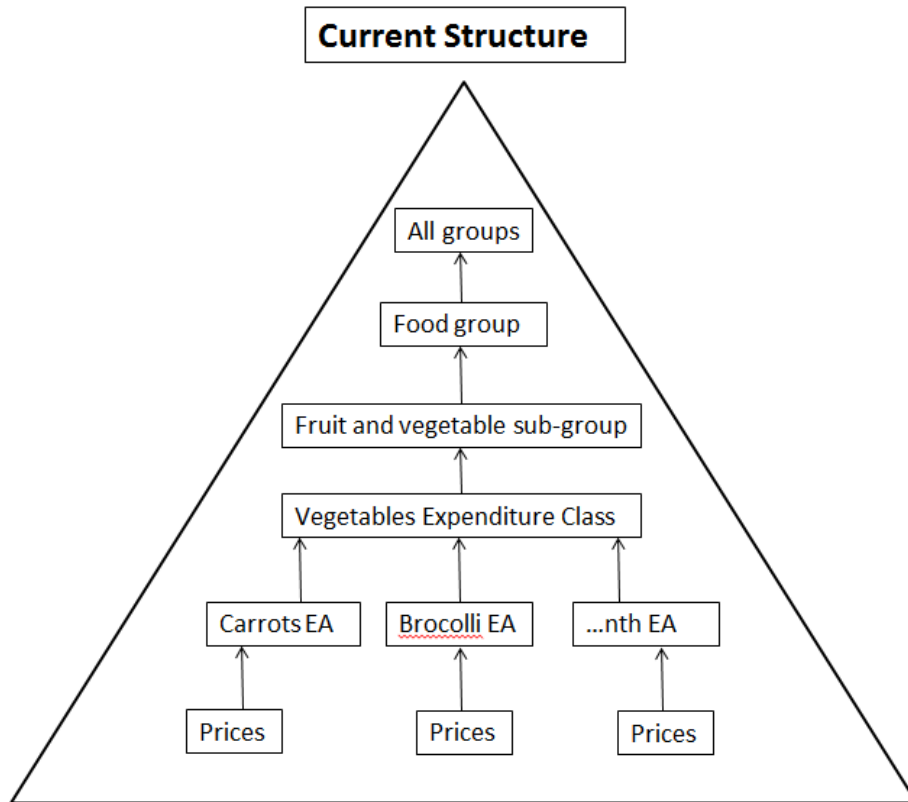 Current Structure
All groups
Food group
Fruit and vegetable sub-group
Vegetables Expenditure Class
Carrots EA
Brocolli EA
...nth EA
Prices
Prices
Prices